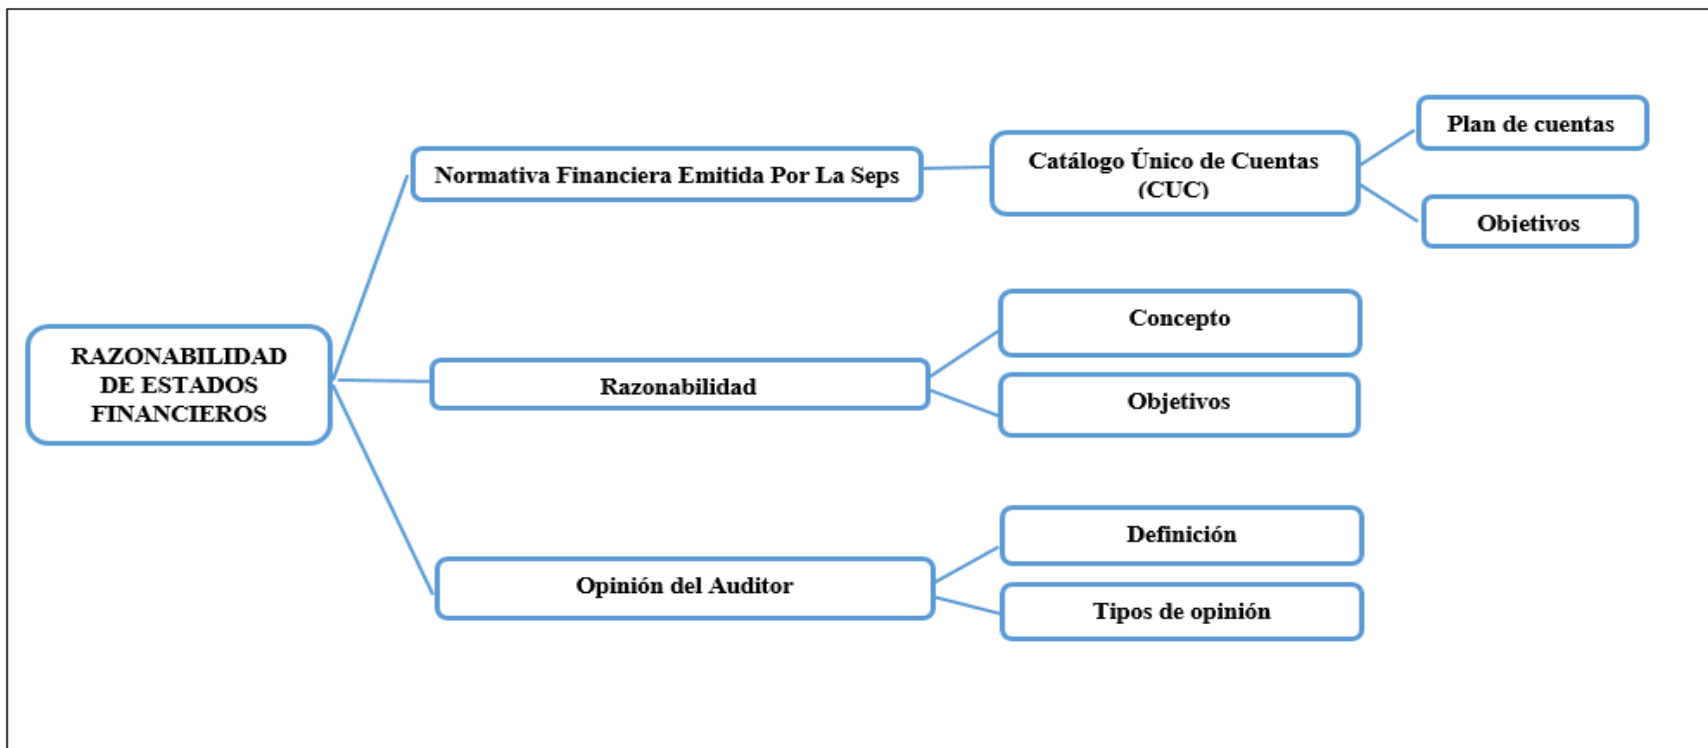 RAZONABILIDAD
DE ESTADOS
FINANCIEROS
Normativa Financiera Emitida Por La Seps
Catálogo Único de Cuentas
(CUC)
Plan de cuentas
Objetivos
Razonabilidad
Concepto
Objetivos
Opinión del Auditor
Definición
Tipos de opinión